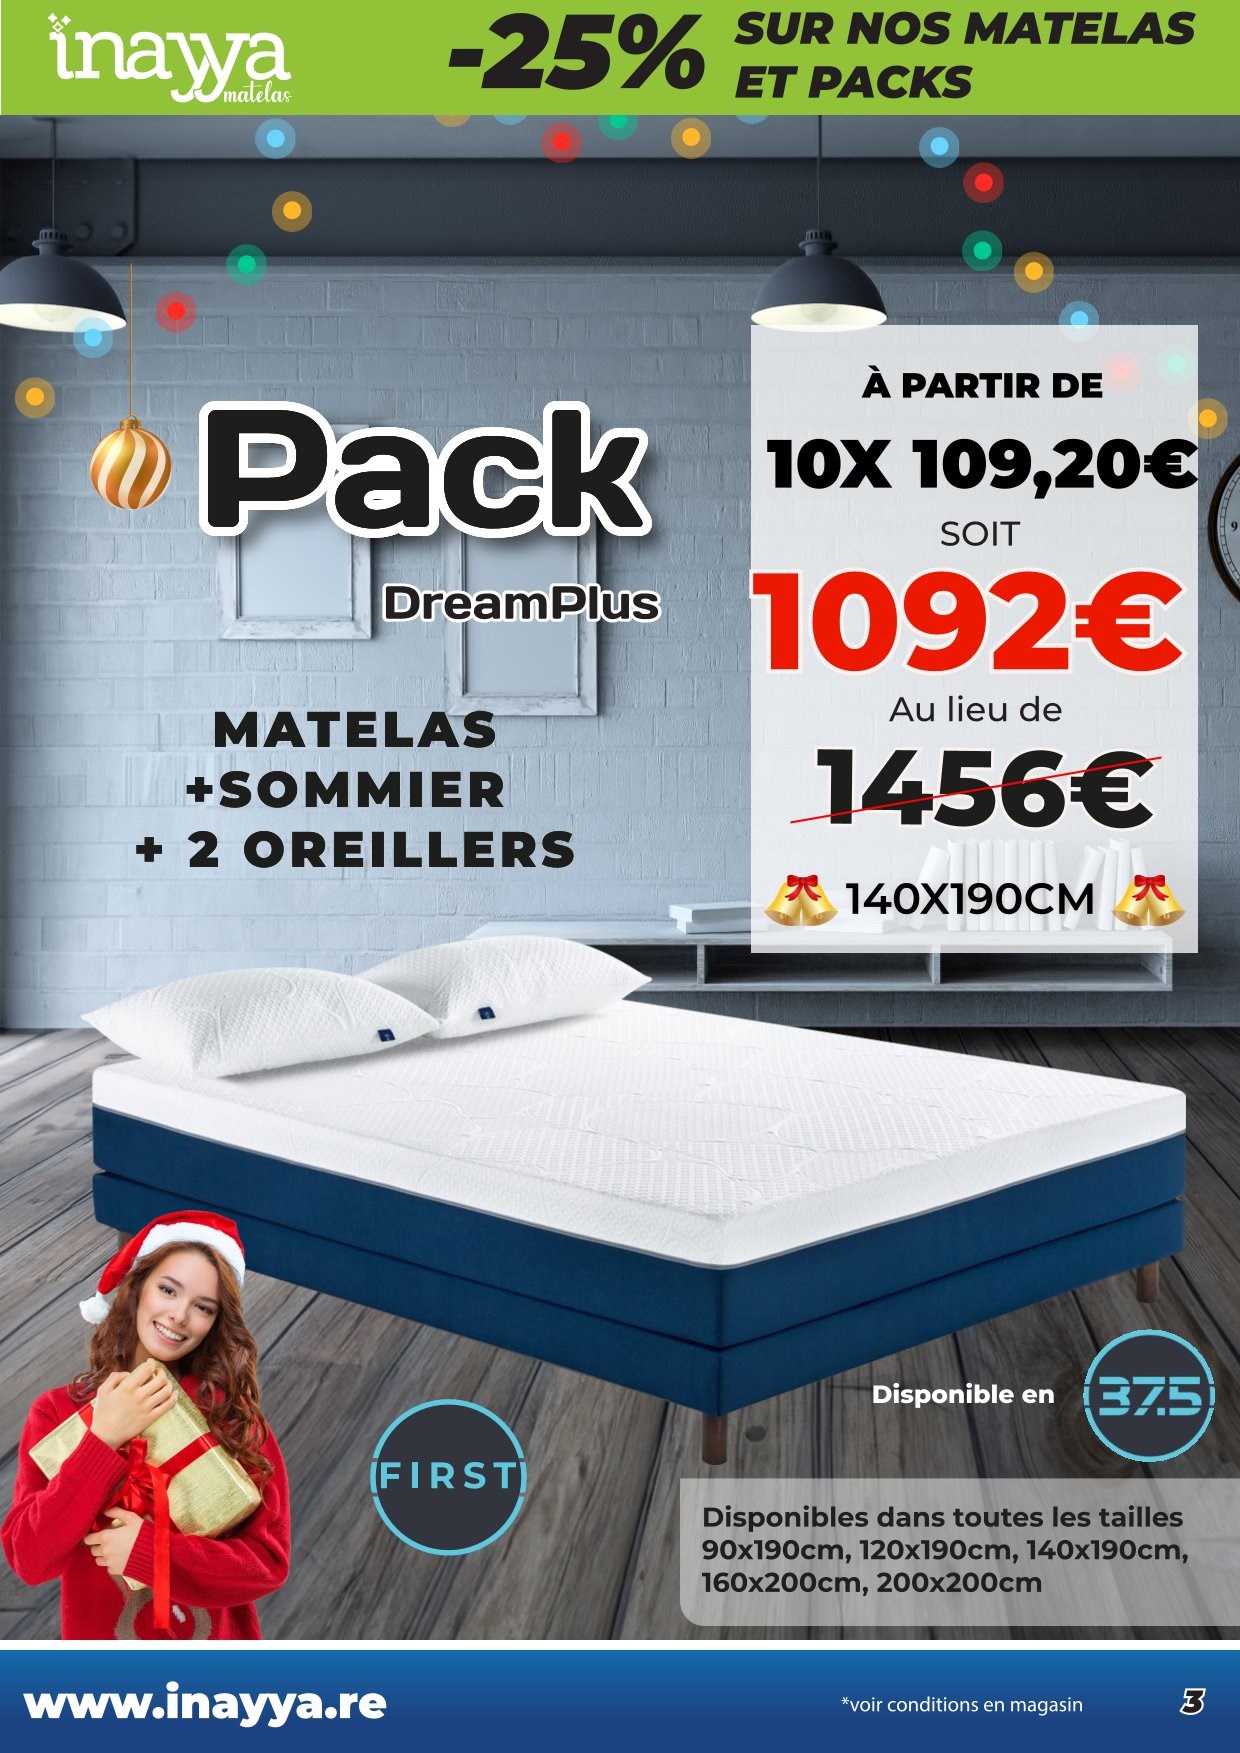 inayya
matelas
-25% SUR NOS MATELAS
ET PACKS
Pack
DreamPlus
MATELAS
+SOMMIER
+ 2 OREILLERS
À PARTIR DE
10X 109,20€
SOIT
1092€
Au lieu de
1456€
140X190CM
9
Disponible en 37.5
FIRST
Disponibles dans toutes les tailles
90x190cm, 120x190cm, 140x190cm,
160x200cm, 200x200cm
www.inayya.re
*voir conditions en magasin
3